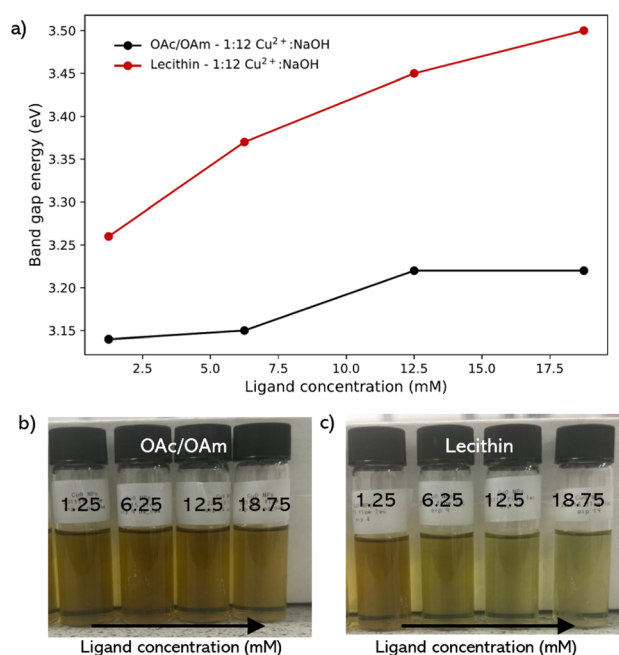 a)
3.50
3.45
3.40
3.35
3.30
3.25
3.20
3.15
Band gap energy (eV)
OAc/OAm - 1:12 Cu²⁺:NaOH
Lecithin - 1:12 Cu²⁺:NaOH
2.5 5.0 7.5 10.0 12.5 15.0 17.5
Ligand concentration (mM)
b)
OAc/OAm
1.25 6.25 12.5 18.75
Ligand concentration (mM)
c)
Lecithin
1.25 6.25 12.5 18.75
Ligand concentration (mM)